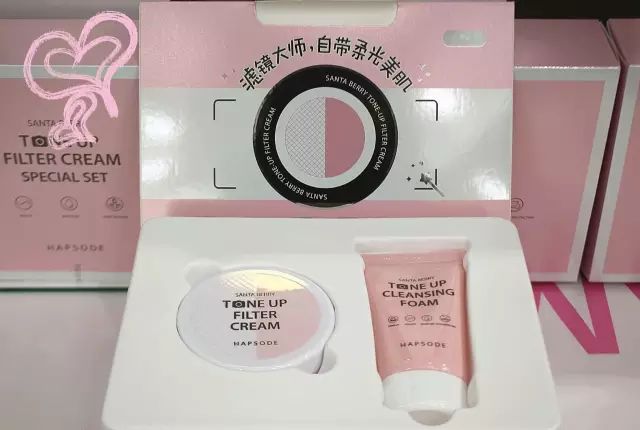 滤镜大师,自带柔光美肌
SANTA BERRY TONE-UP FILTER CREAM
SANTA BERRY TONE-UP FILTER CREAM
SANTA BERRY
TONE UP
FILTER CREAM
SPECIAL SET
HAPSODE
SANTA BERRY
TONE UP
FILTER
CREAM
HAPSODE
SANTA BERRY
TONE UP
CLEANSING
FOAM
HAPSODE